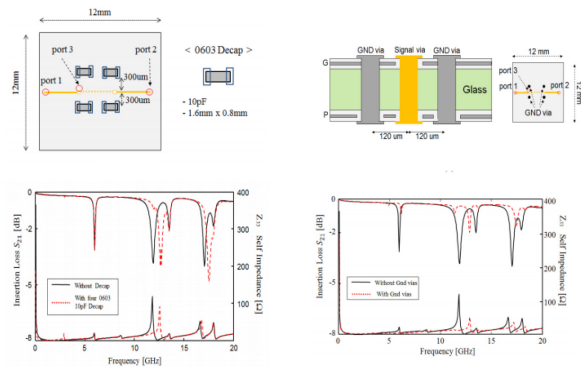 12mm
12mm
port 3
port 2
port 1
300um
300um
< 0603 Decap >
- 10pF
- 1.6mm x 0.8mm
GND via
Signal via
GND via
G
P
Glass
120 um
120 um
12 mm
12 mm
port 3
port 1
port 2
GND via
Insertion Loss S21 [dB]
0
-2
-5
-8
400
300
200
100
0
Self Impedance [Ω]
Without Decap
With four 0603
10pF Decap
0
5
10
15
20
Frequency [GHz]
Insertion Loss S21 [dB]
0
-2
-5
-8
400
300
200
100
0
Self Impedance [Ω]
Without Gnd vias
With Gnd vias
0
5
10
15
20
Frequency [GHz]